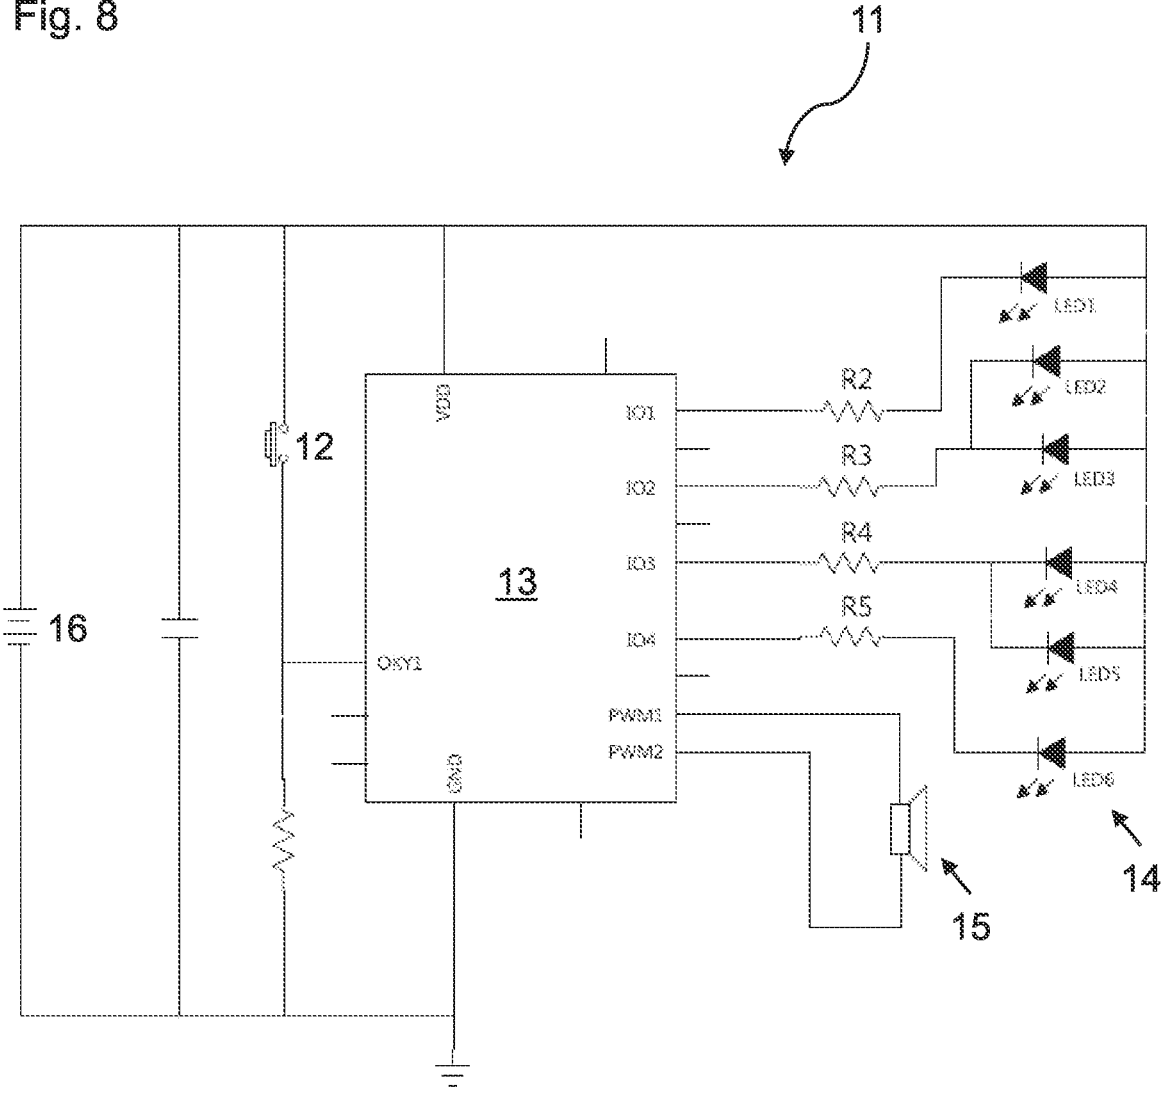 Fig. 8
11
LED1
R2
LED2
VDD
IO1
12
R3
LED3
IO2
R4
IO3
13
LED4
R5
16
IO4
OKY1
LED5
PWM1
PWM2
GND
LED6
14
15